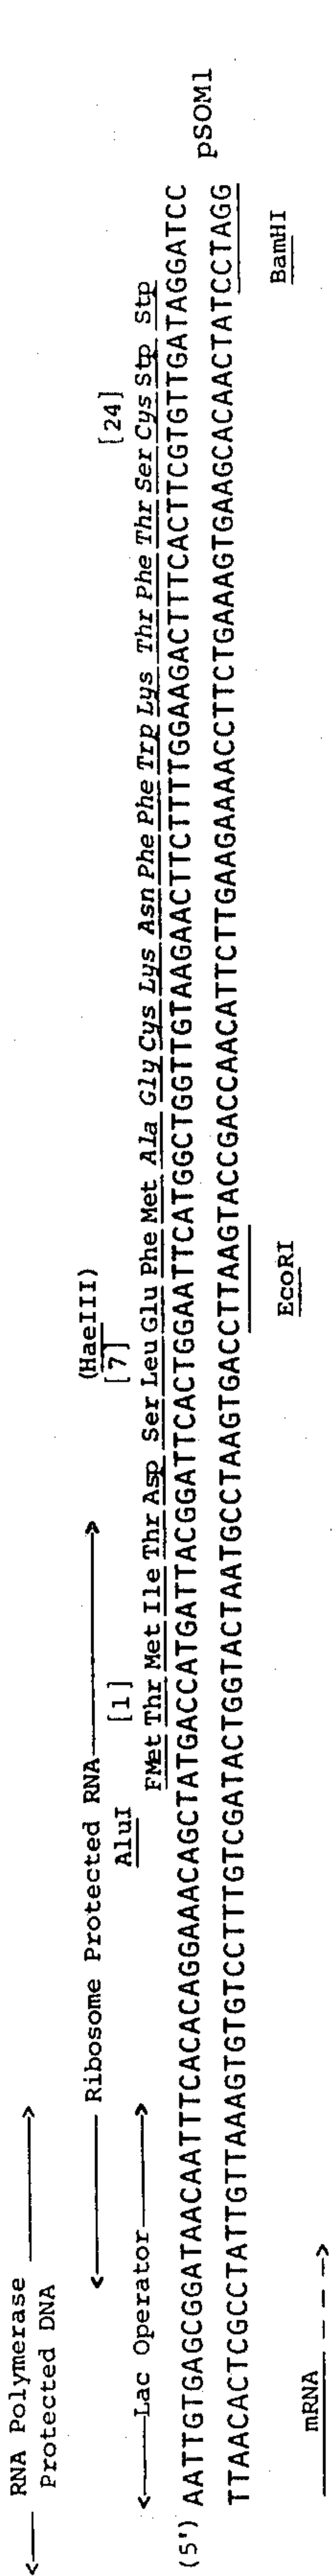 <— RNA Polymerase —>
Protected DNA
<— Ribosome Protected RNA —>
(HaeIII)
AluI [1] [7] [24]
<— Lac Operator —> FMet Thr Met Ile Thr Asp Ser Leu Glu Phe Met Ala Gly Cys Lys Asn Phe Phe Trp Lys Thr Phe Thr Ser Cys Stp Stp
(5') AATTGTGAGCGGATAACAATTTCACACAGGAAACAGCTATGACCATGATTACGGATTCACTGGAATTCATGGCTGGTTGTAAGAACTTCTTTTGGAAGACTTTCACTTCGTGTTGATAGGATCC
pSOM1
TTAACACTCGCCTATTGTTAAAGTGTGTCCTTTGTCGATACTGGTACTAATGCCTAAGTGACCTTAAGTACCGACCAACATTCTTGAAGAAAACCTTCTGAAAGTGAAGCACAACTATCCTAGG
EcoRI BamHI
mRNA — — >